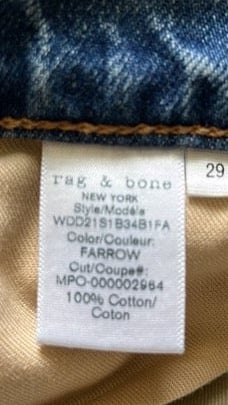 rag & bone
NEW YORK
Style/Modèle
WDD21S1B34B1FA
Color/Couleur:
FARROW
Cut/Coupe#:
MPO-000002964
100% Cotton/
Coton
29